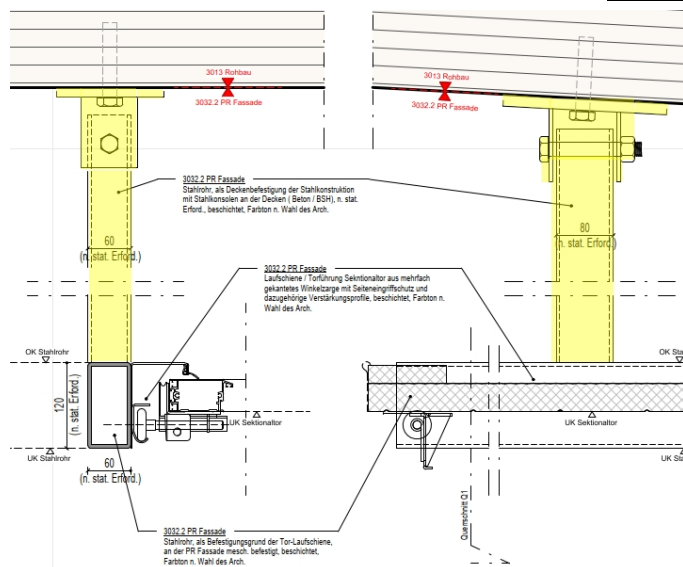 3013 Rohbau
3032.2 PR Fassade
3013 Rohbau
3032.2 PR Fassade
3032.2 PR Fassade
Stahlrohr, als Deckenbefestigung der Stahlkonstruktion
mit Stahlkonsolen an der Decken ( Beton / BSH), n. stat.
Erford., beschichtet, Farbton n. Wahl des Arch.
60
(n. stat. Erford.)
80
(n. stat. Erford.)
3032.2 PR Fassade
Laufschiene / Torführung Sekntionaltor aus mehrfach
gekantetes Winkelzarge mit Seiteneingriffschutz und
dazugehörige Verstärkungsprofile, beschichtet, Farbton n.
Wahl des Arch.
OK Stahlrohr
OK Sta
120
(n. stat. Erford.)
UK Sektionaltor
UK Sektionaltor
UK Stahlrohr
UK Stah
60
(n. stat. Erford.)
Querschnitt Q1
3032.2 PR Fassade
Stahlrohr, als Befestigungsgrund der Tor-Laufschiene,
an der PR Fassade mesch. befestigt, beschichtet,
Farbton n. Wahl des Arch.